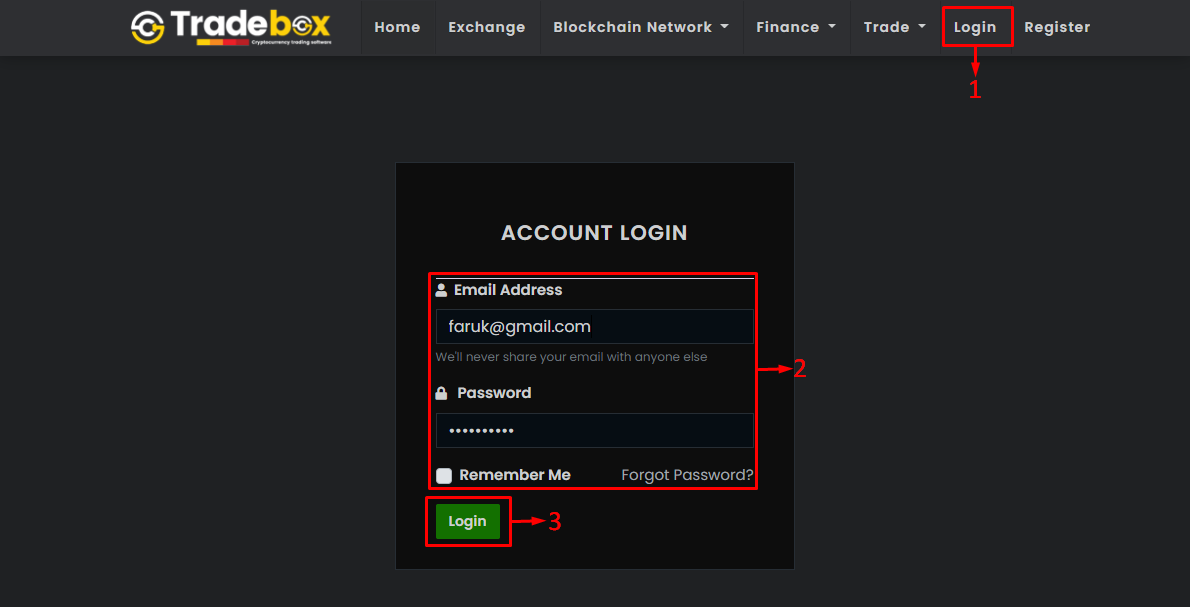 Tradebox
Cryptocurrency trading software
Home Exchange Blockchain Network Finance Trade Login Register
1
ACCOUNT LOGIN
Email Address
faruk@gmail.com
We'll never share your email with anyone else
2
Password
••••••••••
Remember Me Forgot Password?
Login
3